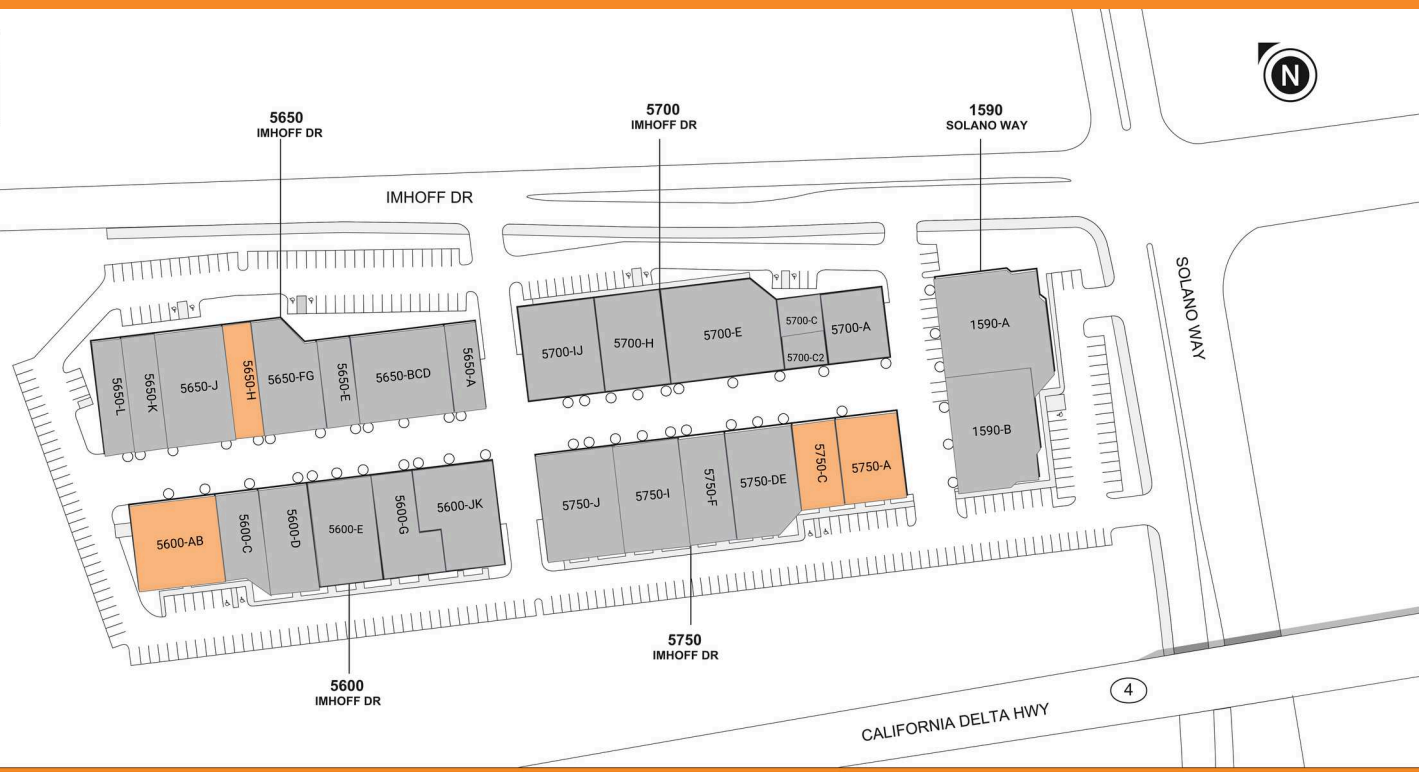 N
5650
IMHOFF DR
5700
IMHOFF DR
1590
SOLANO WAY
IMHOFF DR
SOLANO WAY
5650-L
5650-K
5650-J
5650-H
5650-FG
5650-E
5650-BCD
5650-A
5700-IJ
5700-H
5700-E
5700-C
5700-C2
5700-A
1590-A
1590-B
5600-AB
5600-C
5600-D
5600-E
5600-G
5600-JK
5750-J
5750-I
5750-F
5750-DE
5750-C
5750-A
5600
IMHOFF DR
5750
IMHOFF DR
CALIFORNIA DELTA HWY
4